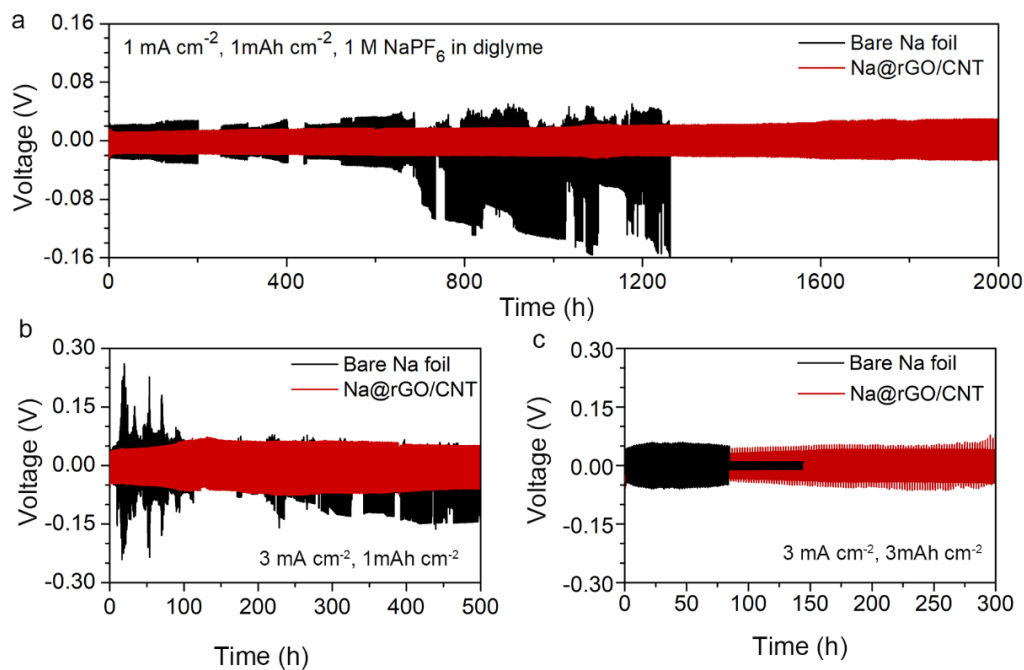 a
1 mA cm⁻², 1mAh cm⁻², 1 M NaPF₆ in diglyme
Bare Na foil
Na@rGO/CNT
Voltage (V)
0.16
0.08
0.00
-0.08
-0.16
0 400 800 1200 1600 2000
Time (h)
b
Bare Na foil
Na@rGO/CNT
Voltage (V)
0.30
0.15
0.00
-0.15
-0.30
3 mA cm⁻², 1mAh cm⁻²
0 100 200 300 400 500
Time (h)
c
Bare Na foil
Na@rGO/CNT
Voltage (V)
0.30
0.15
0.00
-0.15
-0.30
3 mA cm⁻², 3mAh cm⁻²
0 50 100 150 200 250 300
Time (h)